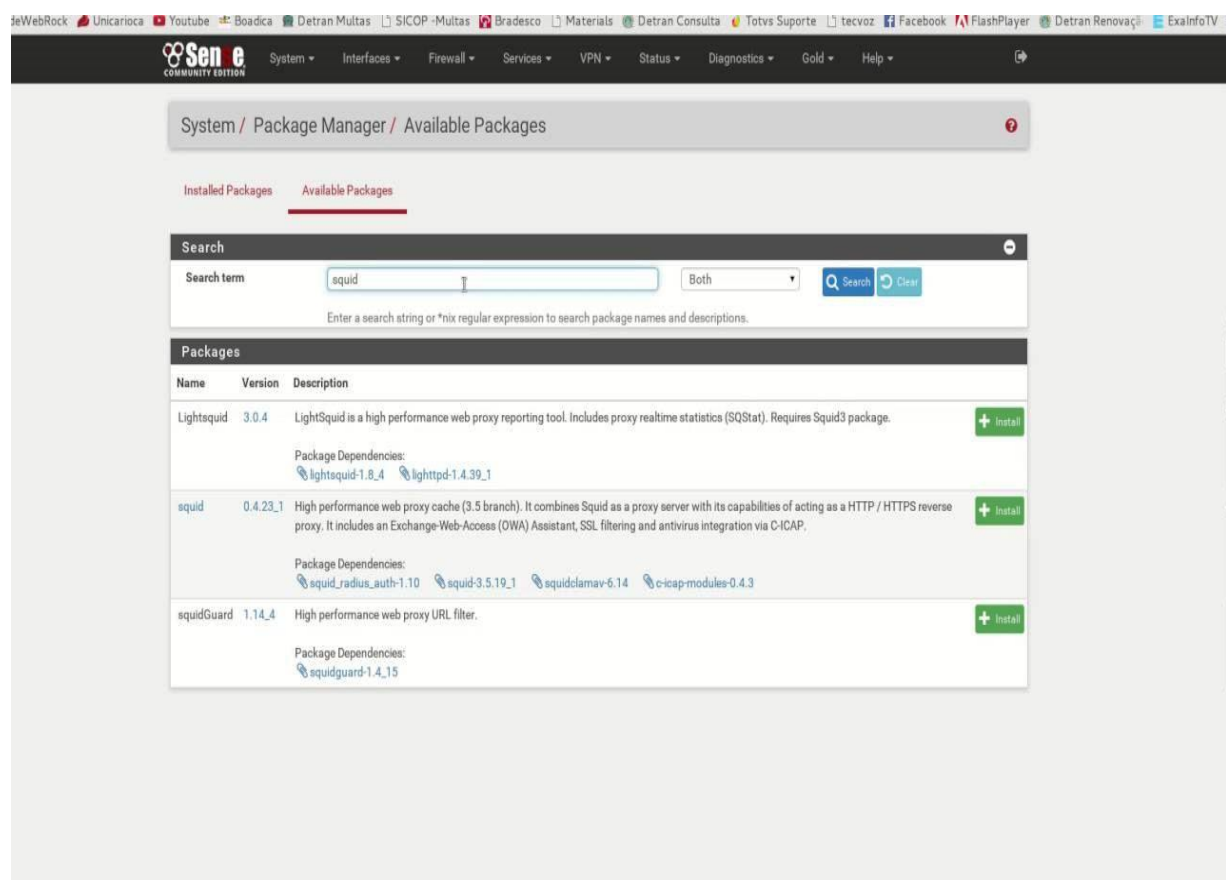 deWebRock Unicarioca Youtube Boadica Detran Multas SICOP -Multas Bradesco Materials Detran Consulta Totvs Suporte tecvoz Facebook FlashPlayer Detran Renovaçã ExaInfoTV
Sense
COMMUNITY EDITION
System Interfaces Firewall Services VPN Status Diagnostics Gold Help
System / Package Manager / Available Packages
Installed Packages Available Packages
Search
Search term squid Both Search Clear
Enter a search string or *nix regular expression to search package names and descriptions.
Packages
Name Version Description
Lightsquid 3.0.4 LightSquid is a high performance web proxy reporting tool. Includes proxy realtime statistics (SQStat). Requires Squid3 package. Install
Package Dependencies:
lightsquid-1.8_4 lighttpd-1.4.39_1
squid 0.4.23_1 High performance web proxy cache (3.5 branch). It combines Squid as a proxy server with its capabilities of acting as a HTTP / HTTPS reverse Install
proxy. It includes an Exchange-Web-Access (OWA) Assistant, SSL filtering and antivirus integration via C-ICAP.
Package Dependencies:
squid_radius_auth-1.10 squid-3.5.19_1 squidclamav-6.14 c-icap-modules-0.4.3
squidGuard 1.14_4 High performance web proxy URL filter. Install
Package Dependencies:
squidguard-1.4_15